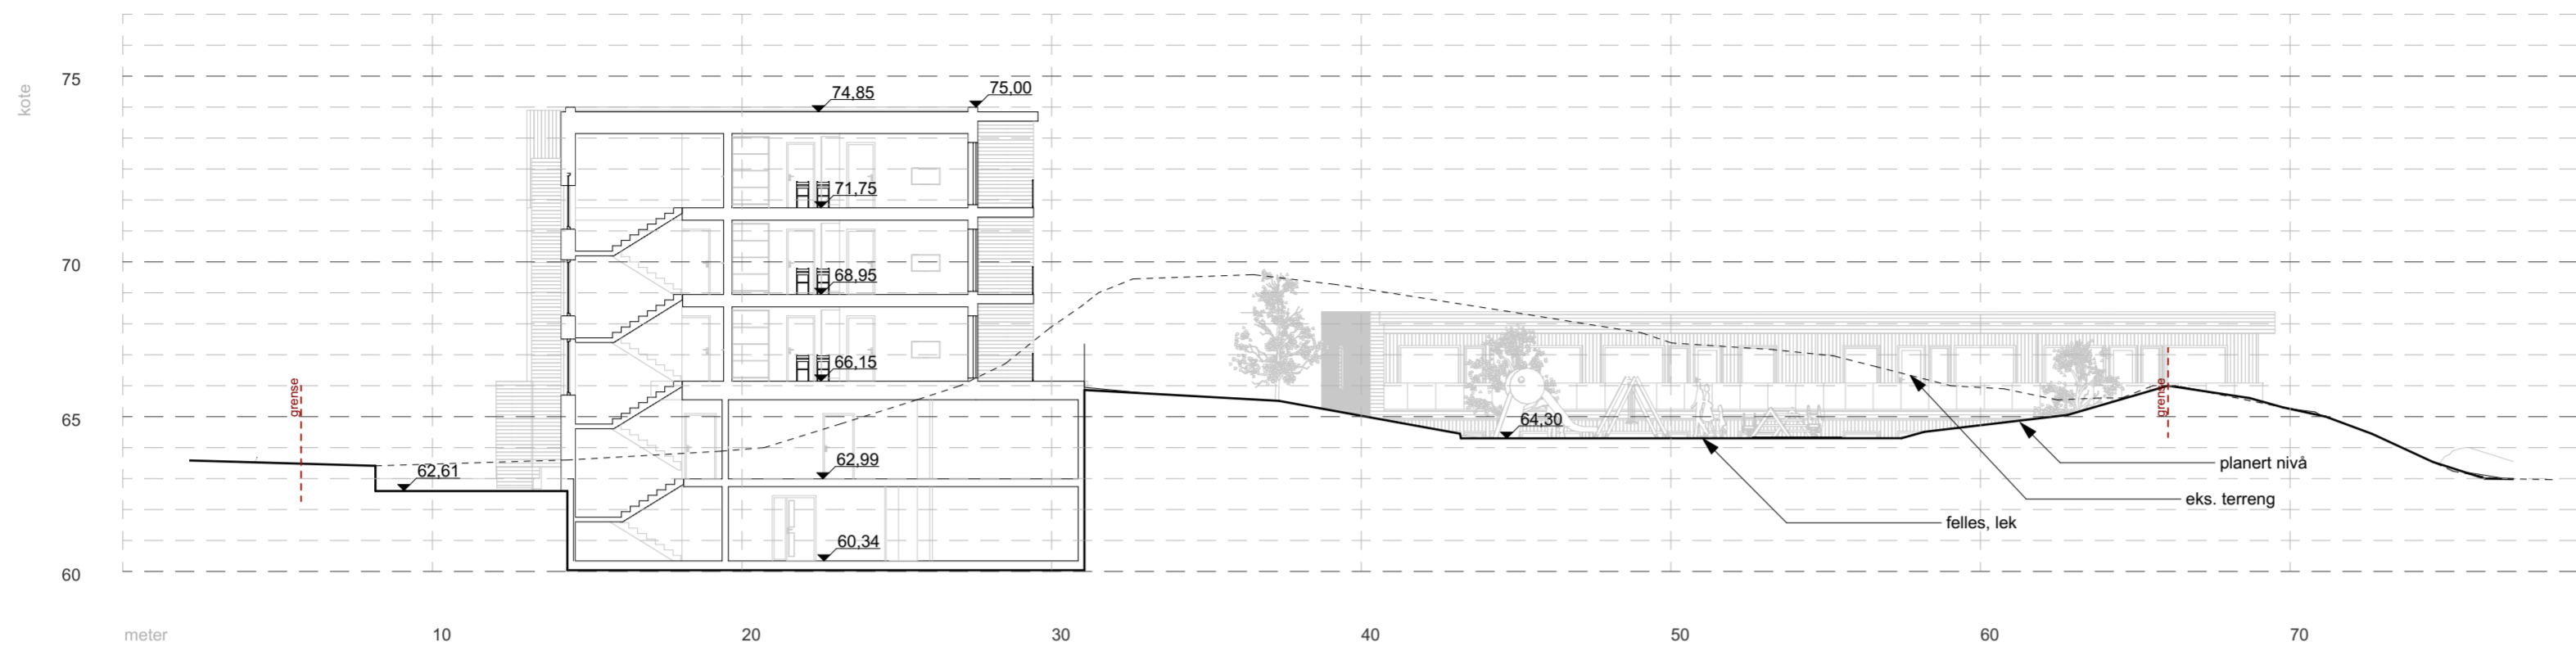 75
kote
74,85
75,00
71,75
70
68,95
66,15
grense
grense
65
64,30
62,61
62,99
planert nivå
eks. terreng
felles, lek
60,34
60
meter
10
20
30
40
50
60
70